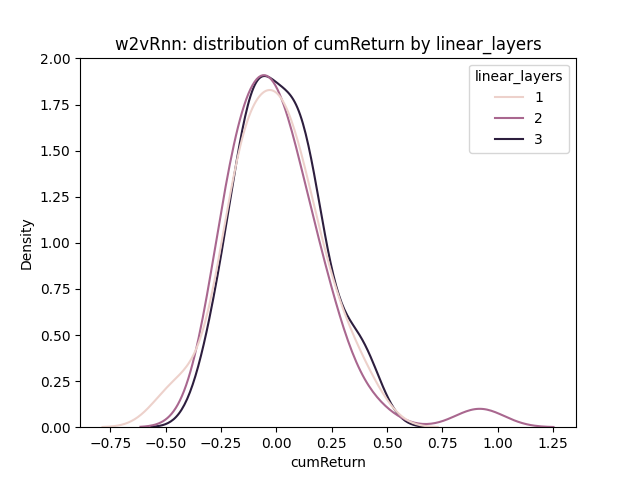 w2vRnn: distribution of cumReturn by linear_layers
2.00
1.75
1.50
1.25
1.00
0.75
0.50
0.25
0.00
Density
linear_layers
1
2
3
−0.75 −0.50 −0.25 0.00 0.25 0.50 0.75 1.00 1.25
cumReturn